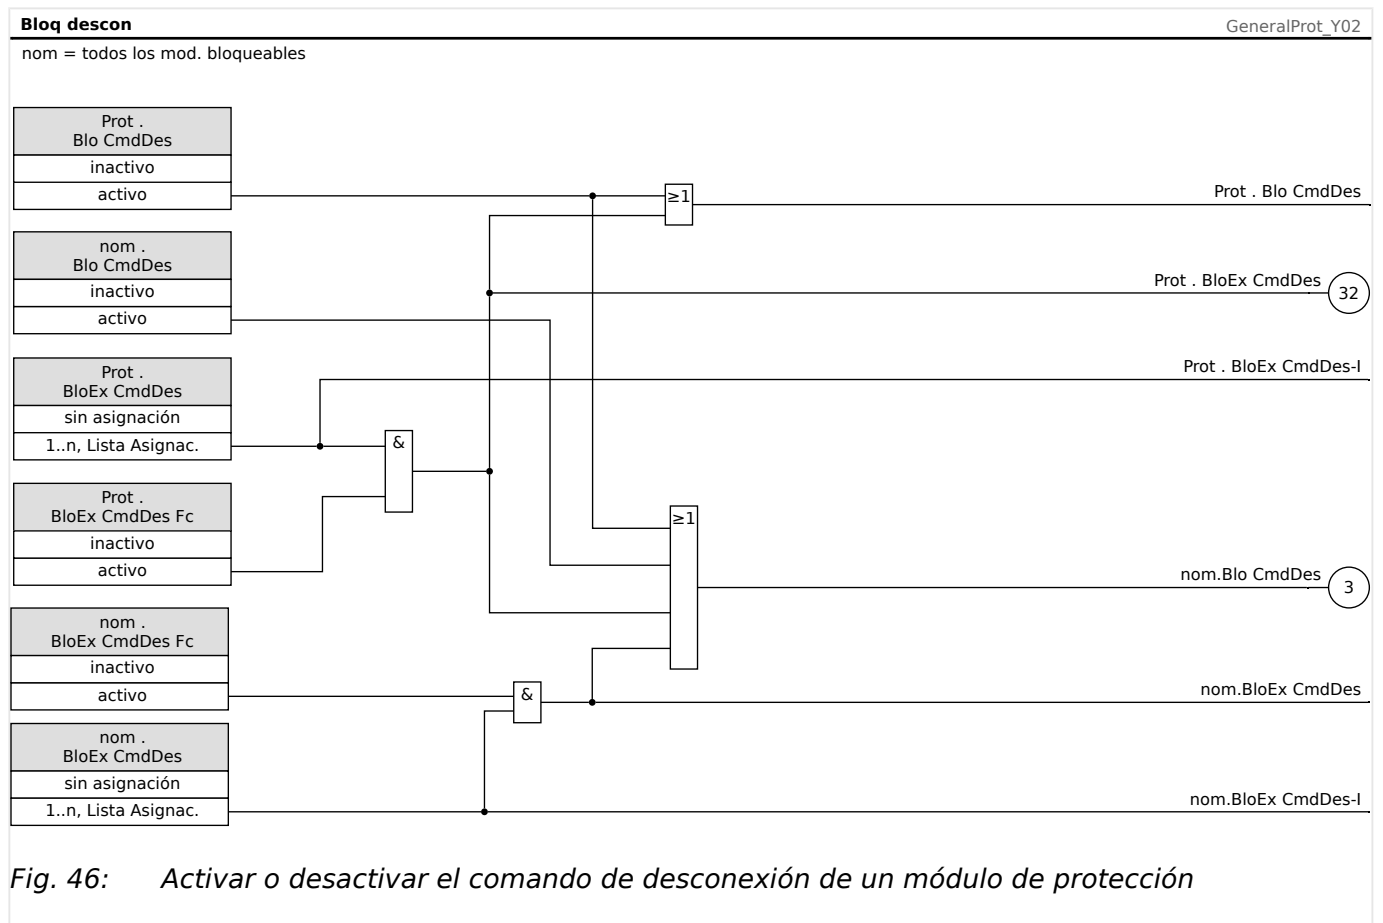 Bloq descon
GeneralProt_Y02
nom = todos los mod. bloqueables
Prot .
Blo CmdDes
inactivo
activo
≥1
Prot . Blo CmdDes
nom .
Blo CmdDes
inactivo
activo
Prot . BloEx CmdDes
32
Prot .
BloEx CmdDes
sin asignación
1..n, Lista Asignac.
Prot . BloEx CmdDes-I
&
Prot .
BloEx CmdDes Fc
inactivo
activo
≥1
nom.Blo CmdDes
3
nom .
BloEx CmdDes Fc
inactivo
activo
&
nom.BloEx CmdDes
nom .
BloEx CmdDes
sin asignación
1..n, Lista Asignac.
nom.BloEx CmdDes-I
Fig. 46: Activar o desactivar el comando de desconexión de un módulo de protección